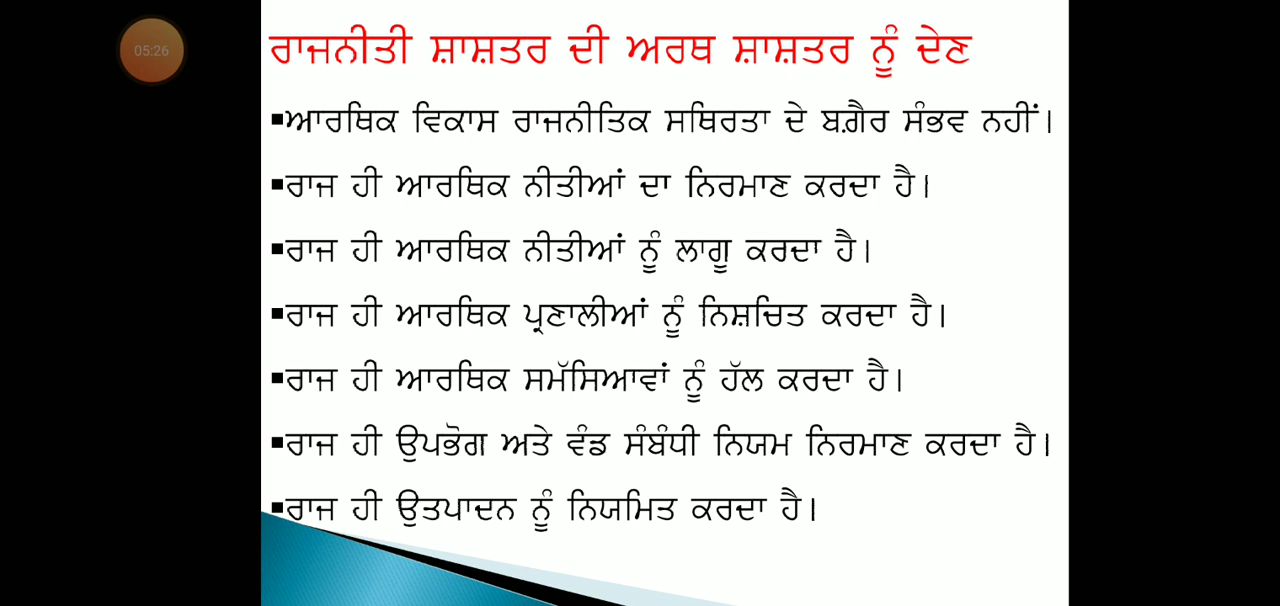 05:26
ਰਾਜਨੀਤੀ ਸ਼ਾਸ਼ਤਰ ਦੀ ਅਰਥ ਸ਼ਾਸ਼ਤਰ ਨੂੰ ਦੇਣ
▪ਆਰਥਿਕ ਵਿਕਾਸ ਰਾਜਨੀਤਿਕ ਸਥਿਰਤਾ ਦੇ ਬਗ਼ੈਰ ਸੰਭਵ ਨਹੀਂ।
▪ਰਾਜ ਹੀ ਆਰਥਿਕ ਨੀਤੀਆਂ ਦਾ ਨਿਰਮਾਣ ਕਰਦਾ ਹੈ।
▪ਰਾਜ ਹੀ ਆਰਥਿਕ ਨੀਤੀਆਂ ਨੂੰ ਲਾਗੂ ਕਰਦਾ ਹੈ।
▪ਰਾਜ ਹੀ ਆਰਥਿਕ ਪ੍ਰਣਾਲੀਆਂ ਨੂੰ ਨਿਸ਼ਚਿਤ ਕਰਦਾ ਹੈ।
▪ਰਾਜ ਹੀ ਆਰਥਿਕ ਸਮੱਸਿਆਵਾਂ ਨੂੰ ਹੱਲ ਕਰਦਾ ਹੈ।
▪ਰਾਜ ਹੀ ਉਪਭੋਗ ਅਤੇ ਵੰਡ ਸੰਬੰਧੀ ਨਿਯਮ ਨਿਰਮਾਣ ਕਰਦਾ ਹੈ।
▪ਰਾਜ ਹੀ ਉਤਪਾਦਨ ਨੂੰ ਨਿਯਮਿਤ ਕਰਦਾ ਹੈ।